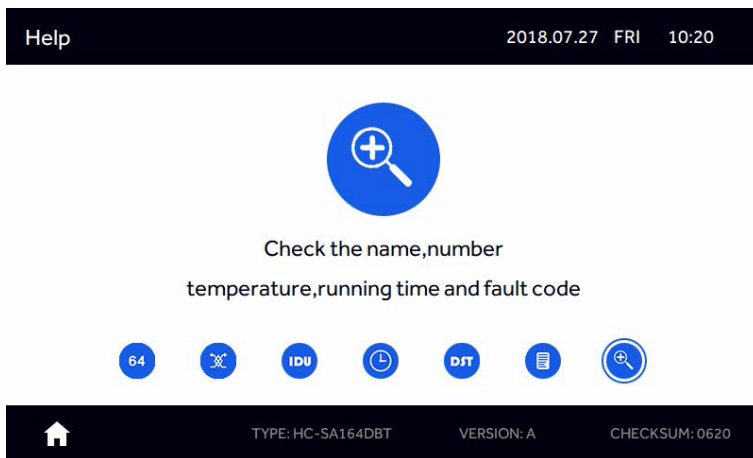 Help 2018.07.27 FRI 10:20
Check the name,number
temperature,running time and fault code
64 IDU DST
TYPE: HC-SA164DBT VERSION: A CHECKSUM: 0620